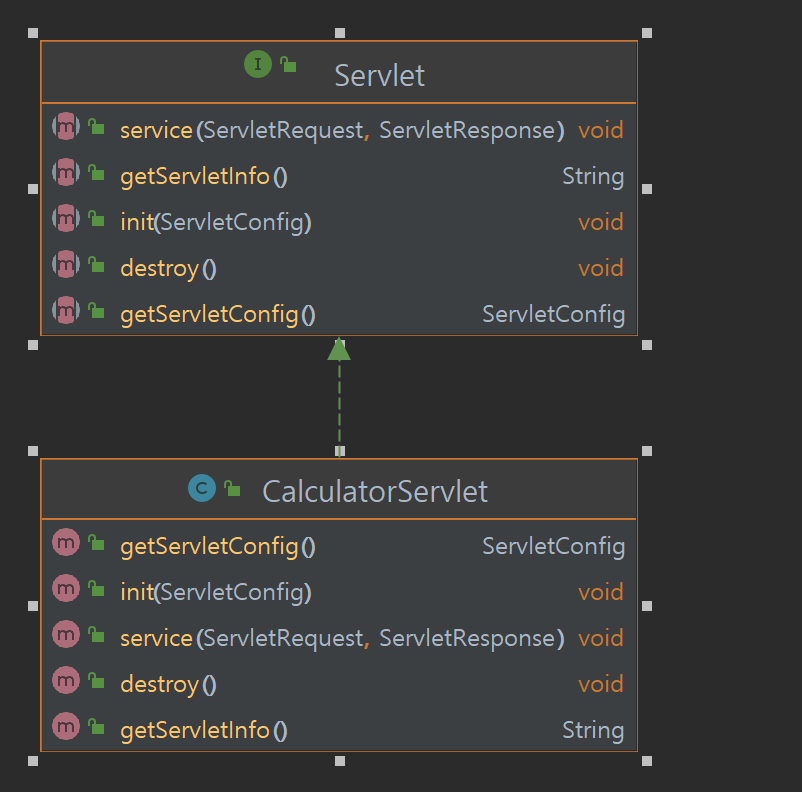 I Servlet
m service(ServletRequest, ServletResponse) void
m getServletInfo() String
m init(ServletConfig) void
m destroy() void
m getServletConfig() ServletConfig
C CalculatorServlet
m getServletConfig() ServletConfig
m init(ServletConfig) void
m service(ServletRequest, ServletResponse) void
m destroy() void
m getServletInfo() String